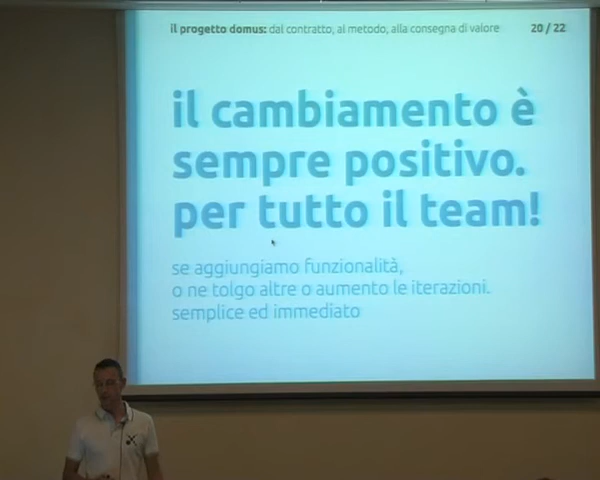 il progetto domus: dal contratto, al metodo, alla consegna di valore 20 / 22
il cambiamento è
sempre positivo.
per tutto il team!
se aggiungiamo funzionalità,
o ne tolgo altre o aumento le iterazioni.
semplice ed immediato